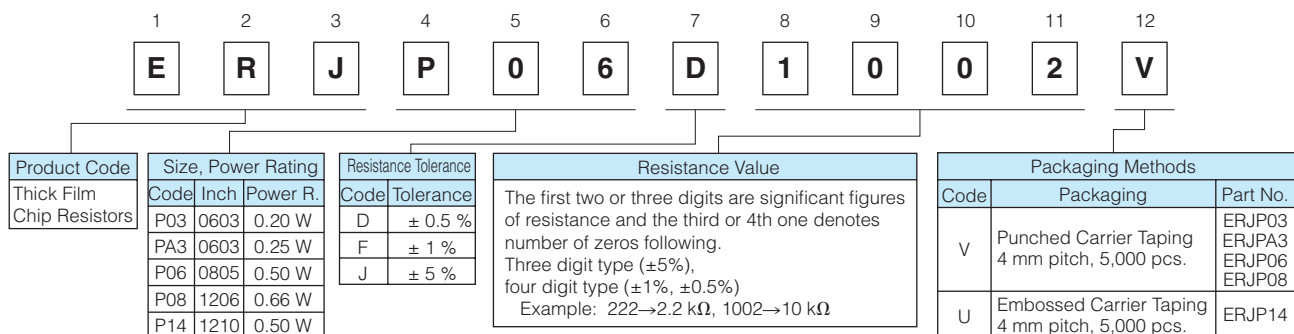 1 2 3 4 5 6 7 8 9 10 11 12
E R J P 0 6 D 1 0 0 2 V
Product Code
Thick Film
Chip Resistors
Size, Power Rating
Code Inch Power R.
P03 0603 0.20 W
PA3 0603 0.25 W
P06 0805 0.50 W
P08 1206 0.66 W
P14 1210 0.50 W
Resistance Tolerance
Code Tolerance
D ± 0.5 %
F ± 1 %
J ± 5 %
Resistance Value
The first two or three digits are significant figures
of resistance and the third or 4th one denotes
number of zeros following.
Three digit type (±5%),
four digit type (±1%, ±0.5%)
Example: 222→2.2 kΩ, 1002→10 kΩ
Packaging Methods
Code Packaging Part No.
V
Punched Carrier Taping
4 mm pitch, 5,000 pcs.
ERJP03
ERJPA3
ERJP06
ERJP08
U
Embossed Carrier Taping
4 mm pitch, 5,000 pcs.
ERJP14